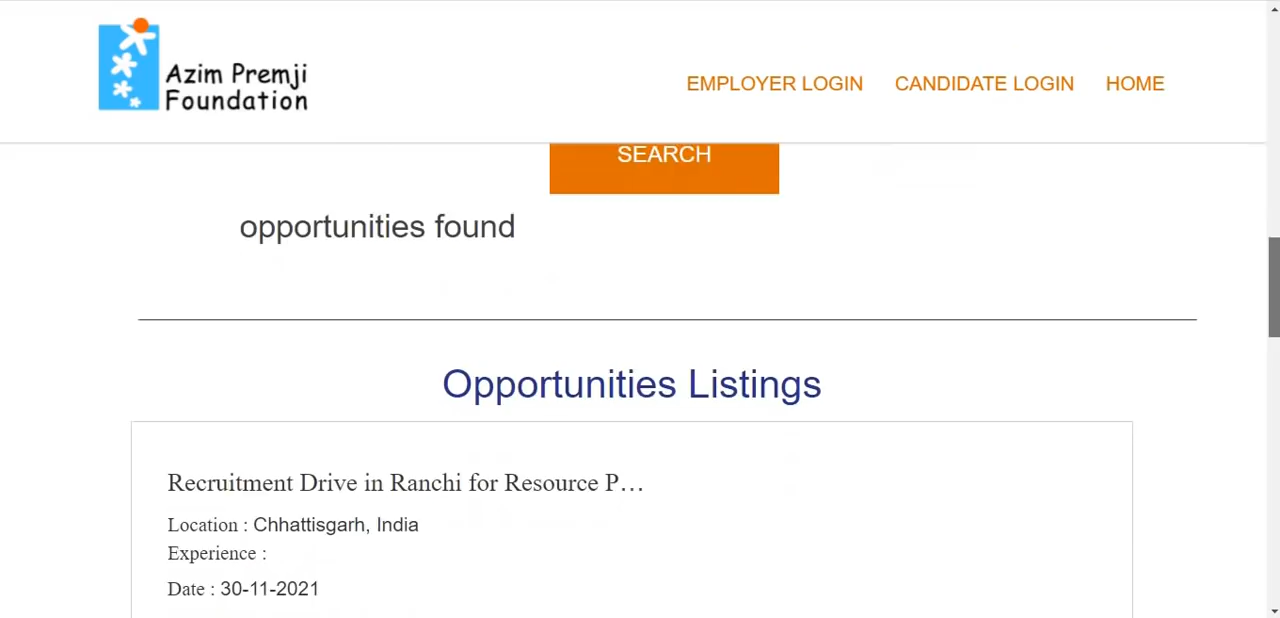 Azim Premji
Foundation
EMPLOYER LOGIN CANDIDATE LOGIN HOME
SEARCH
opportunities found
Opportunities Listings
Recruitment Drive in Ranchi for Resource P...
Location : Chhattisgarh, India
Experience :
Date : 30-11-2021